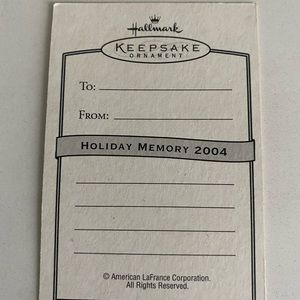 Hallmark
KEEPSAKE
ORNAMENT
To:
From:
HOLIDAY MEMORY 2004
© American LaFrance Corporation.
All Rights Reserved.